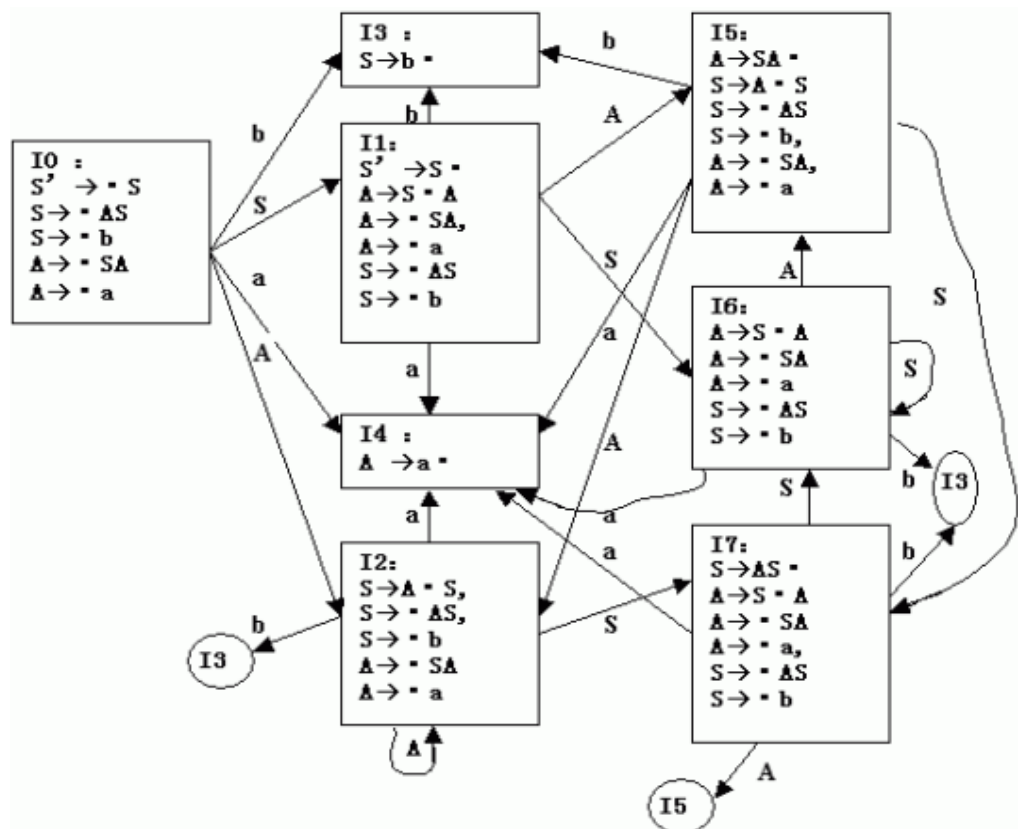 I3 :
S→b·
I5:
A→SA·
S→A·S
S→·AS
S→·b,
A→·SA,
A→·a
I0 :
S' →·S
S→·AS
S→·b
A→·SA
A→·a
I1:
S' →S·
A→S·A
A→·SA,
A→·a
S→·AS
S→·b
I6:
A→S·A
A→·SA
A→·a
S→·AS
S→·b
I4 :
A →a·
I3
I2:
S→A·S,
S→·AS,
S→·b
A→·SA
A→·a
I7:
S→AS·
A→S·A
A→·SA
A→·a,
S→·AS
S→·b
I3
I5
b
b
b
A
S
a
A
S
a
A
S
S
a
A
b
S
a
a
a
b
b
S
A
A